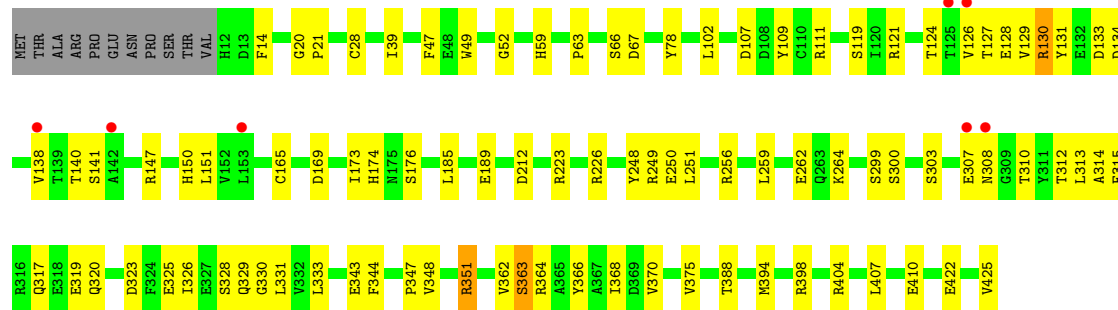 MET THR ALA ARG PRO GLU ASN PRO SER THR VAL H12 D13 F14 G20 P21 C28 I39 F47 E48 W49 G52 H59 P63 S66 D67 Y78 L102 D107 D108 Y109 C110 R111 S119 I120 R121 T124 T125 V126 T127 E128 V129 R130 Y131 E132 D133 D134
V138 T139 T140 S141 A142 R147 H150 L151 V152 L153 C165 D169 I173 H174 N175 S176 L185 E189 D212 R223 R226 Y248 R249 E250 L251 R256 L259 E262 Q263 K264 S299 S300 S303 E307 N308 G309 T310 Y311 T312 L313 A314 E315
R316 Q317 E318 E319 Q320 D323 F324 E325 I326 E327 S328 Q329 G330 L331 V332 L333 E343 F344 P347 V348 R351 V362 S363 R364 A365 Y366 A367 I368 D369 V370 V375 T388 M394 R398 R404 L407 E410 E422 V425